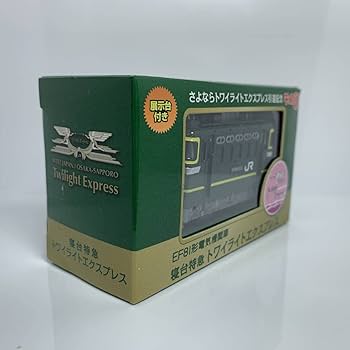 WEST JAPAN / OSAKA-SAPPORO
Twilight Express
寝台特急
トワイライトエクスプレス
展示台
付き
さよならトワイライトエクスプレス引退記念
JR
EF81形電気機関車
寝台特急 トワイライトエクスプレス